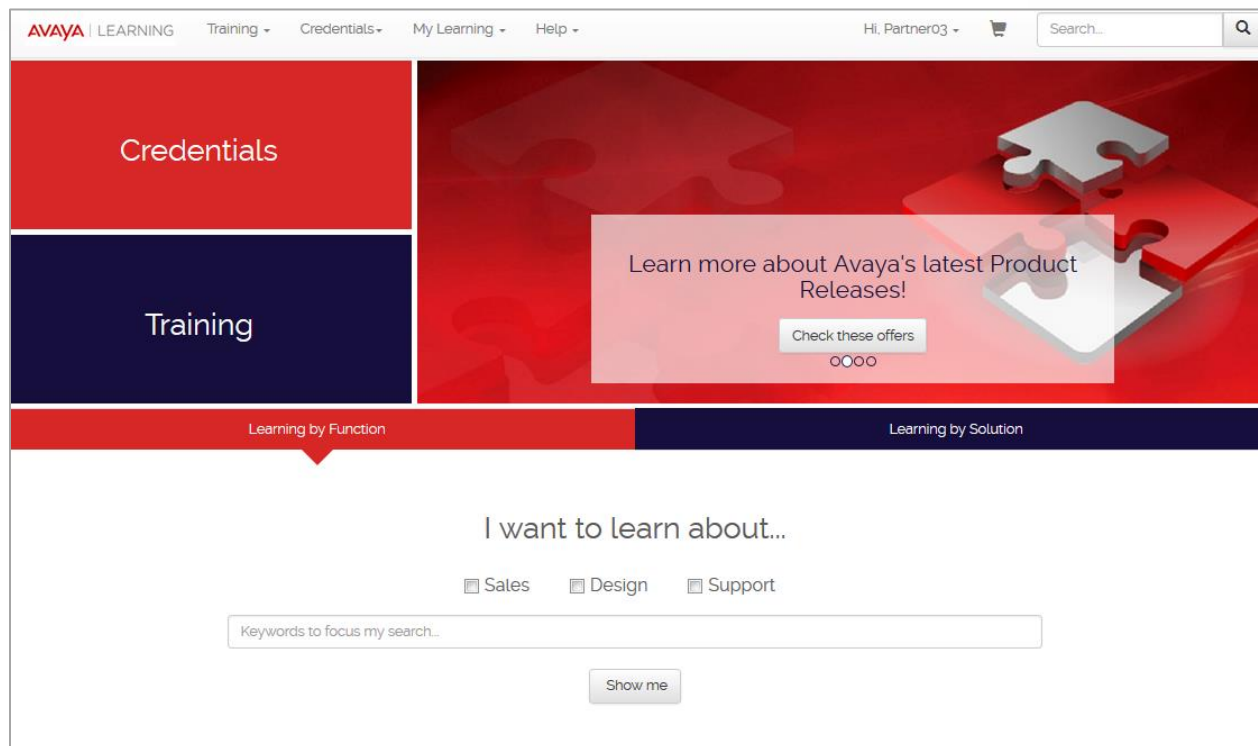 AVAYA | LEARNING Training Credentials My Learning Help Hi, Partner03 Search...
Credentials
Training
Learn more about Avaya's latest Product
Releases!
Check these offers
Learning by Function Learning by Solution
I want to learn about...
Sales Design Support
Keywords to focus my search...
Show me